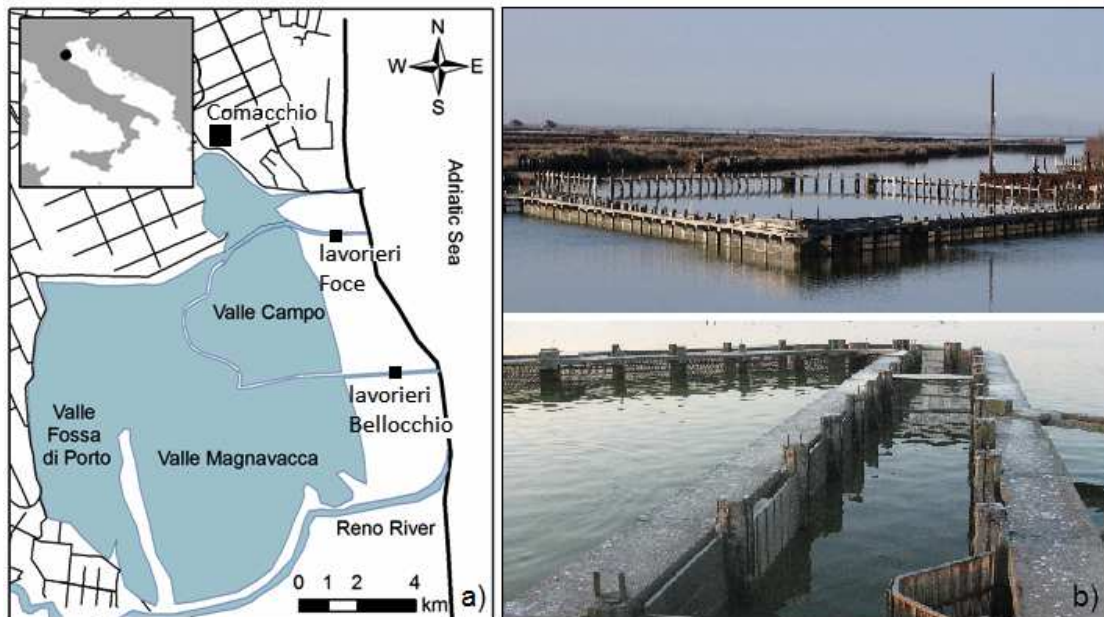 N
W E
S
Comacchio
Adriatic Sea
lavorieri
Foce
Valle Campo
lavorieri
Bellocchio
Valle
Fossa
di Porto
Valle Magnavacca
Reno River
0 2 4
km
a)
b)